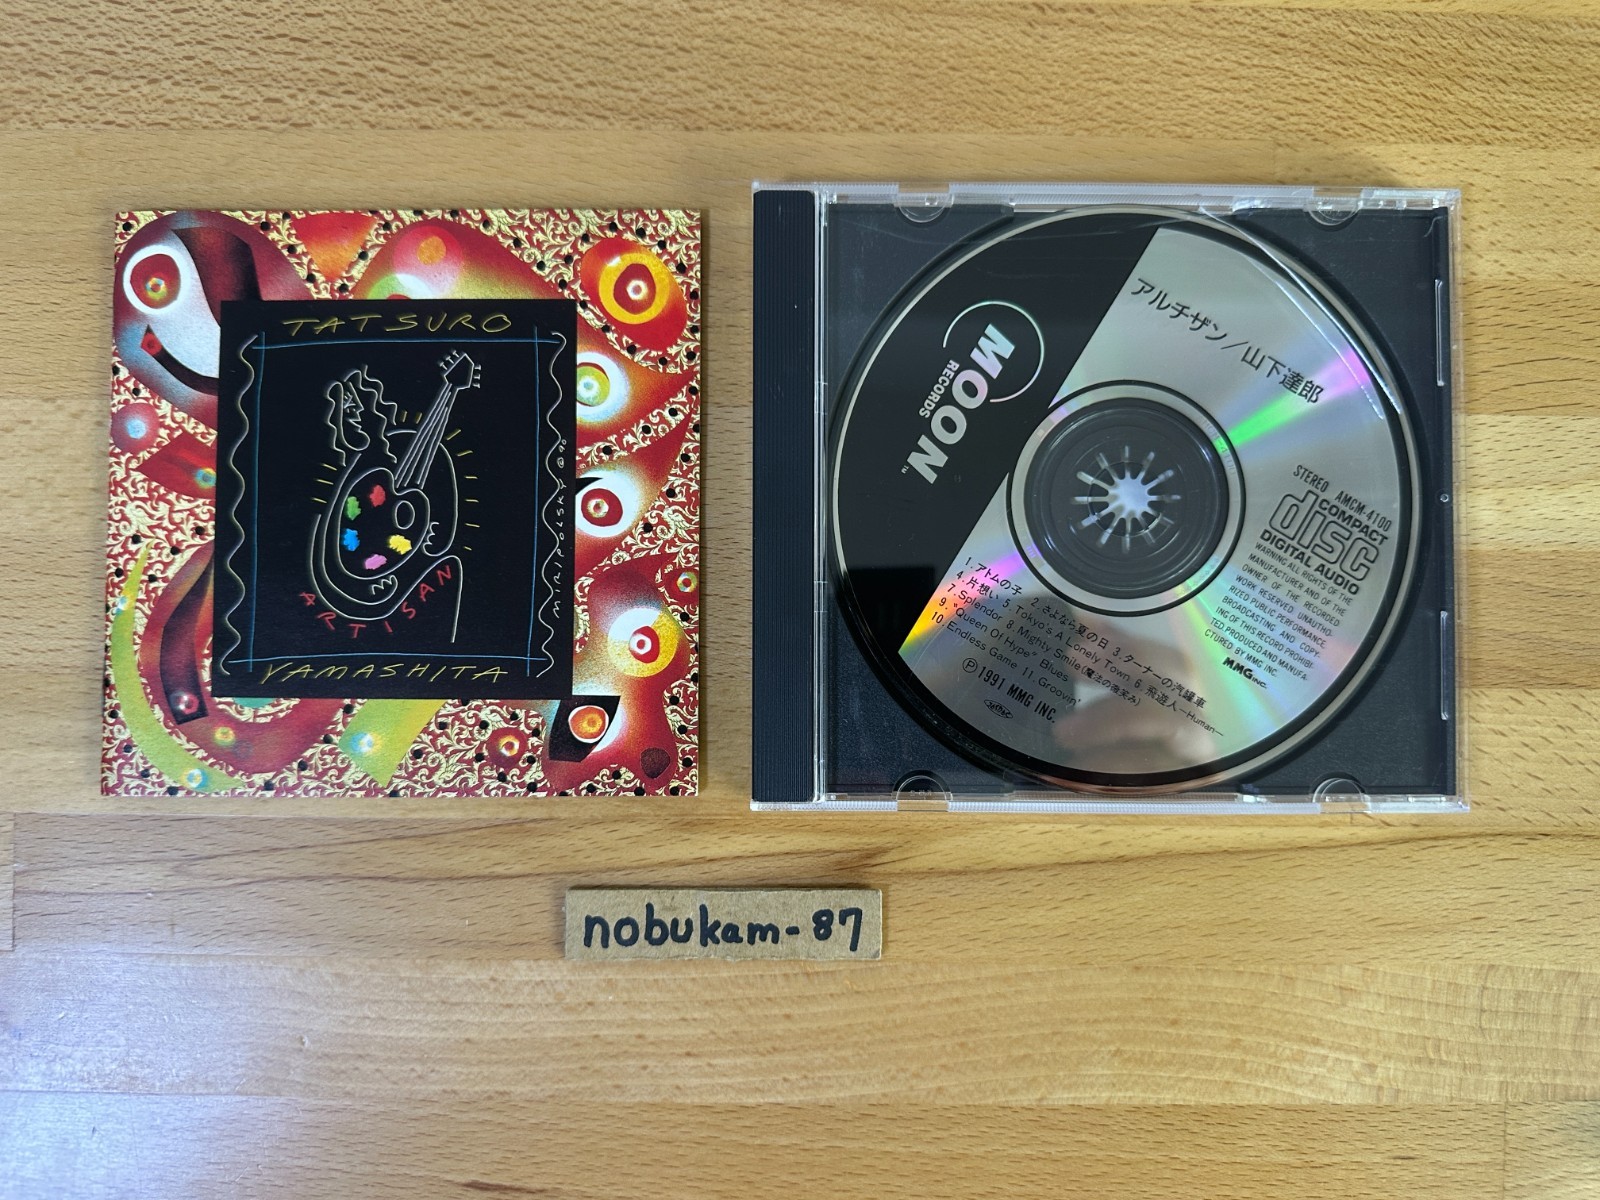 TATSURO
ARTISAN
YAMASHITA
MIRIPOLSKY © 90
MOON
RECORDS
TM
アルチザン/山下達郎
STEREO AMCM-4100
COMPACT
disc
DIGITAL AUDIO
WARNING:ALL RIGHTS OF THE
MANUFACTURER AND OF THE
OWNER OF THE RECORDED
WORK RESERVED. UNAUTHO-
RIZED PUBLIC PERFORMANCE,
BROADCASTING AND COPY-
ING OF THIS RECORD PROHIBI-
TED.PRODUCED AND MANUFA-
CTURED BY MMG INC.
MMG INC.
1. アトムの子 2. さよなら夏の日 3. ターナーの汽罐車
4. 片想い 5. Tokyo's A Lonely Town 6. 飛遊人-Human-
7. Splendor 8. Mighty Smile(魔法の微笑み)
9. "Queen Of Hype" Blues
10. Endless Game 11. Groovin'
Ⓟ1991 MMG INC.
nobukam-87